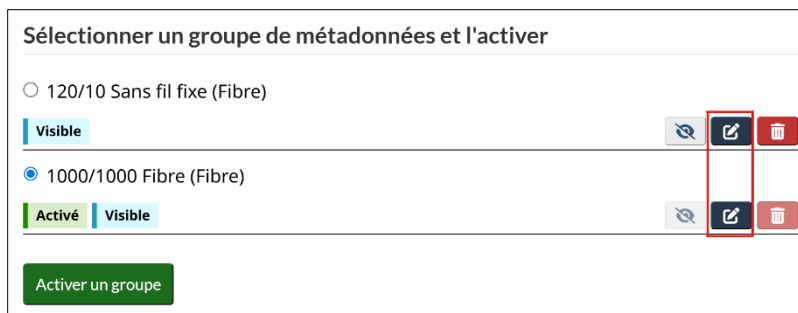 Sélectionner un groupe de métadonnées et l'activer
120/10 Sans fil fixe (Fibre)
Visible
1000/1000 Fibre (Fibre)
Activé Visible
Activer un groupe